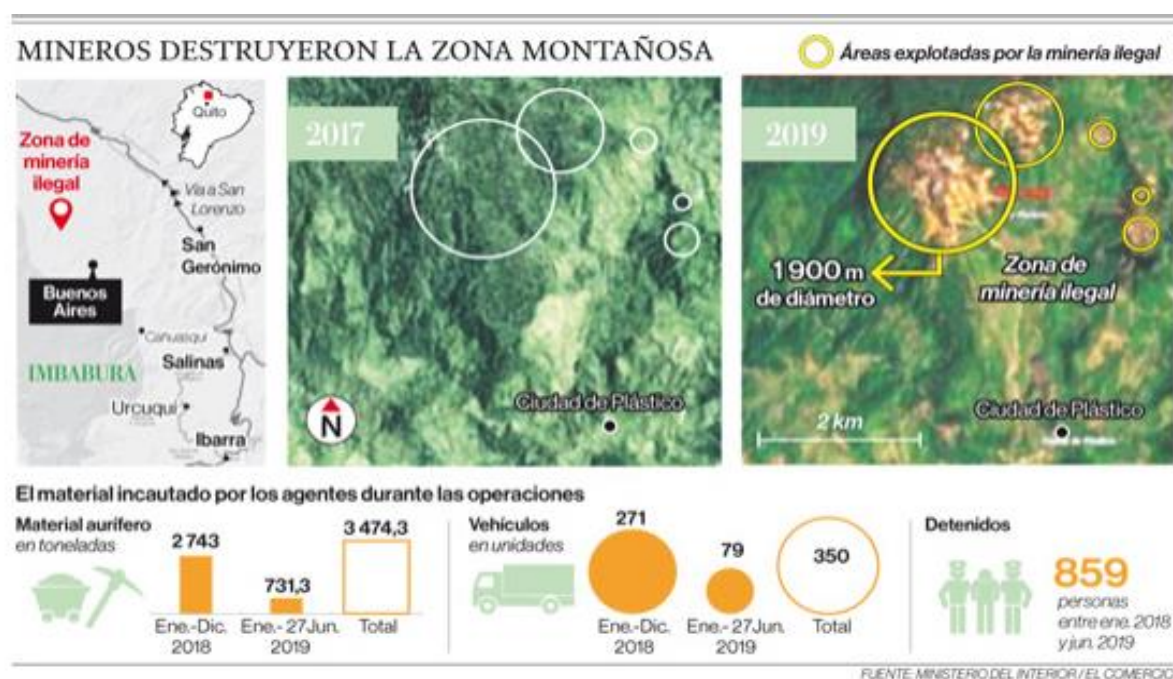 MINEROS DESTRUYERON LA ZONA MONTAÑOSA
Áreas explotadas por la minería ilegal
Quito
Zona de
minería
ilegal
Vía a San
Lorenzo
San
Gerónimo
Buenos
Aires
Cahuasquí
Salinas
IMBABURA
Urcuquí
Ibarra
2017
Ciudad de Plástico
N
2019
1 900 m
de diámetro
Zona de
minería ilegal
Ciudad de Plástico
2 km
El material incautado por los agentes durante las operaciones
Material aurífero
en toneladas
2 743
731,3
3 474,3
Ene.-Dic.
2018
Ene.- 27 Jun.
2019
Total
Vehículos
en unidades
271
79
350
Ene.-Dic.
2018
Ene.- 27 Jun.
2019
Total
Detenidos
859
personas
entre ene. 2018
y jun. 2019
FUENTE: MINISTERIO DEL INTERIOR / EL COMERCIO